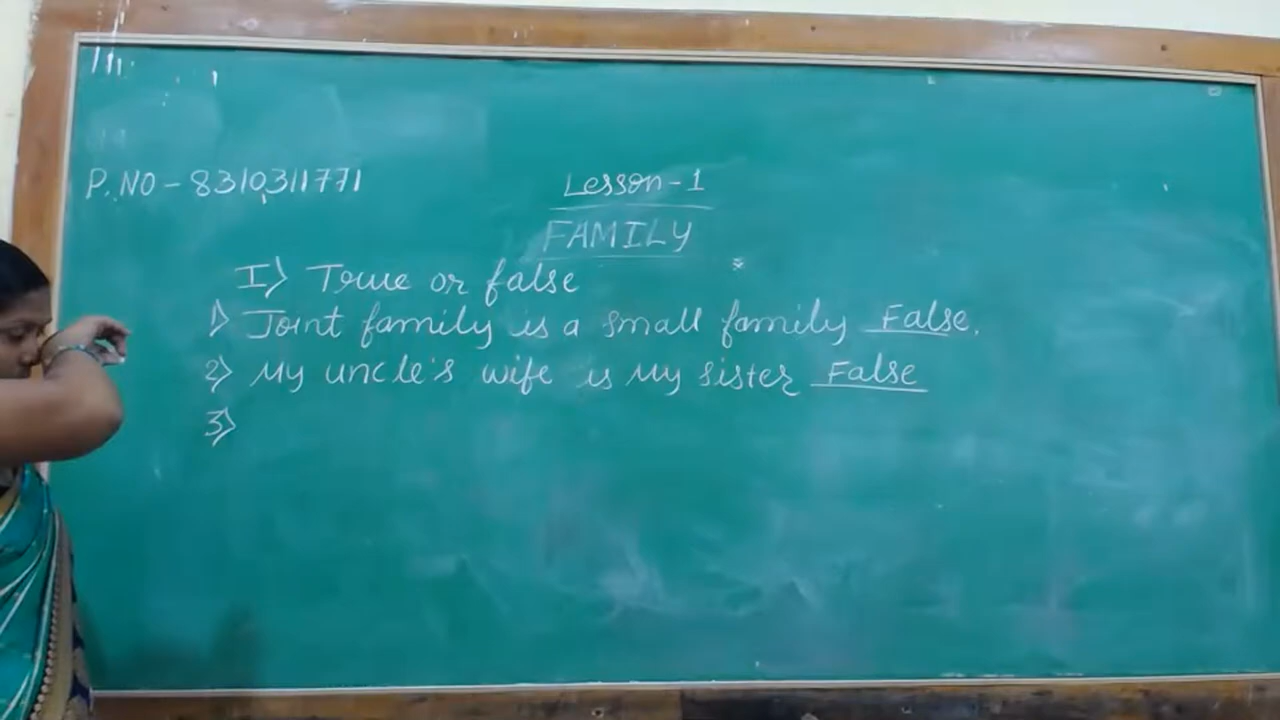 P.NO - 8310311771
Lesson - 1
FAMILY
I) True or false
1) Joint family is a small family False.
2) My uncle's wife is my sister False
3)